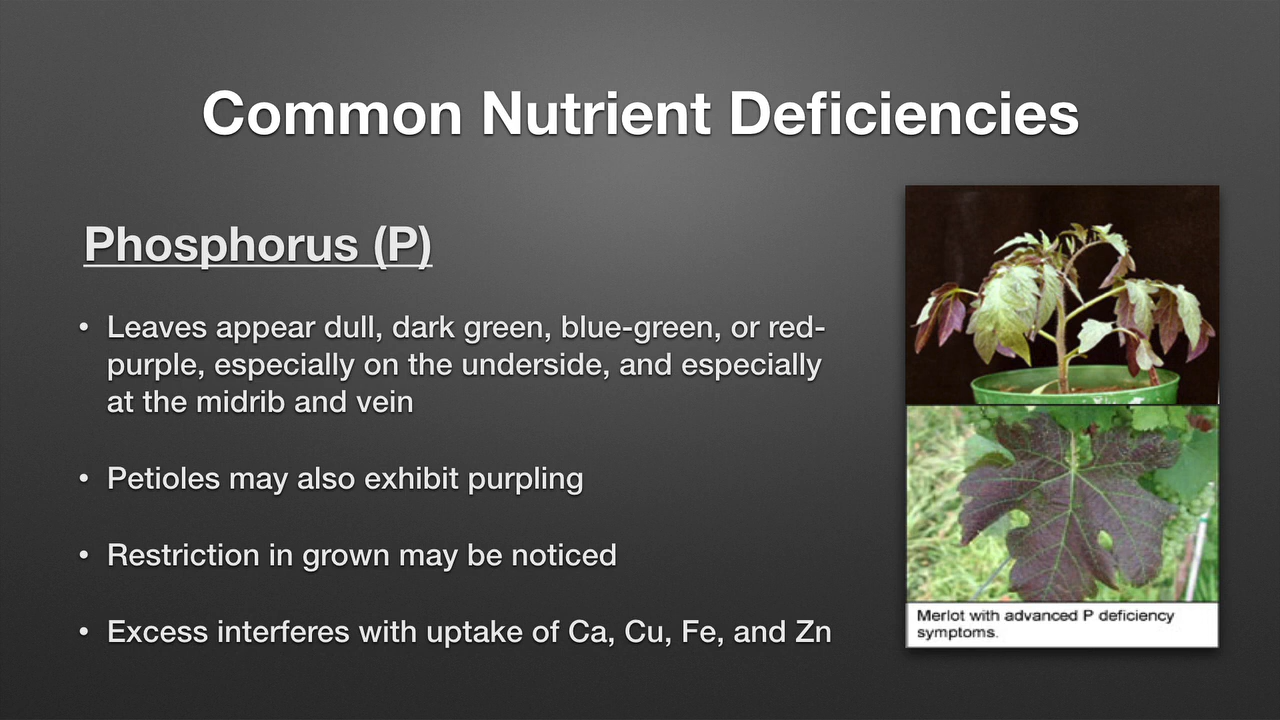 Common Nutrient Deficiencies
Phosphorus (P)
• Leaves appear dull, dark green, blue-green, or red-
purple, especially on the underside, and especially
at the midrib and vein
• Petioles may also exhibit purpling
• Restriction in grown may be noticed
• Excess interferes with uptake of Ca, Cu, Fe, and Zn
Merlot with advanced P deficiency
symptoms.